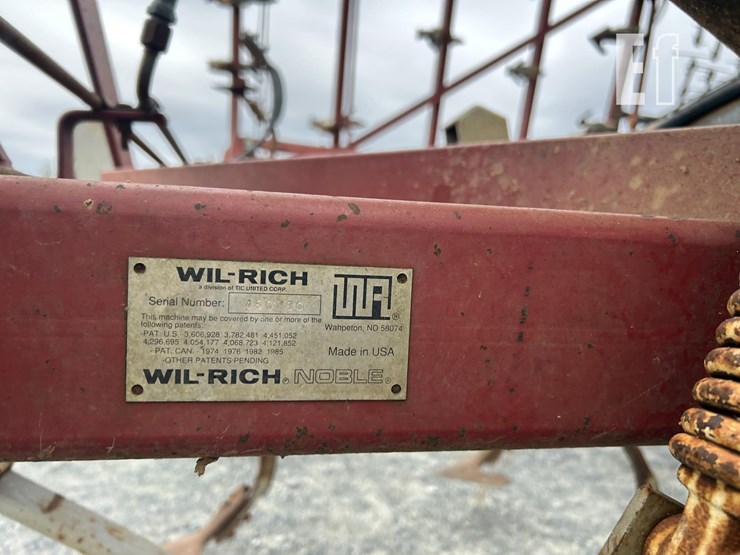 Ef
WIL-RICH
a division of TIC UNITED CORP.
Serial Number:
WR ®
Wahpeton, ND 58074
This machine may be covered by one or more of the
following patents:
-PAT. U.S. 3,606,928 3,782,481 4,451,052
4,296,695 4,054,177 4,068,723 4,121,852
-PAT. CAN. 1974 1976 1982 1985
-OTHER PATENTS PENDING
Made in USA
WIL-RICH® NOBLE®